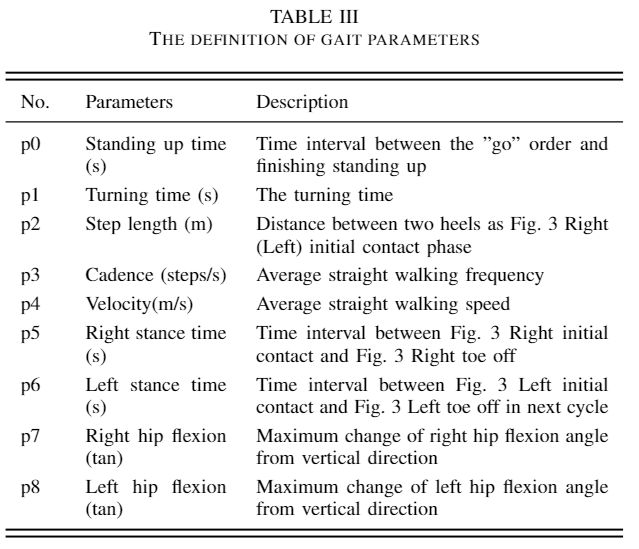 TABLE III
THE DEFINITION OF GAIT PARAMETERS
No. Parameters Description
p0 Standing up time Time interval between the "go" order and
(s) finishing standing up
p1 Turning time (s) The turning time
p2 Step length (m) Distance between two heels as Fig. 3 Right
(Left) initial contact phase
p3 Cadence (steps/s) Average straight walking frequency
p4 Velocity(m/s) Average straight walking speed
p5 Right stance time Time interval between Fig. 3 Right initial
(s) contact and Fig. 3 Right toe off
p6 Left stance time Time interval between Fig. 3 Left initial
(s) contact and Fig. 3 Left toe off in next cycle
p7 Right hip flexion Maximum change of right hip flexion angle
(tan) from vertical direction
p8 Left hip flexion Maximum change of left hip flexion angle
(tan) from vertical direction